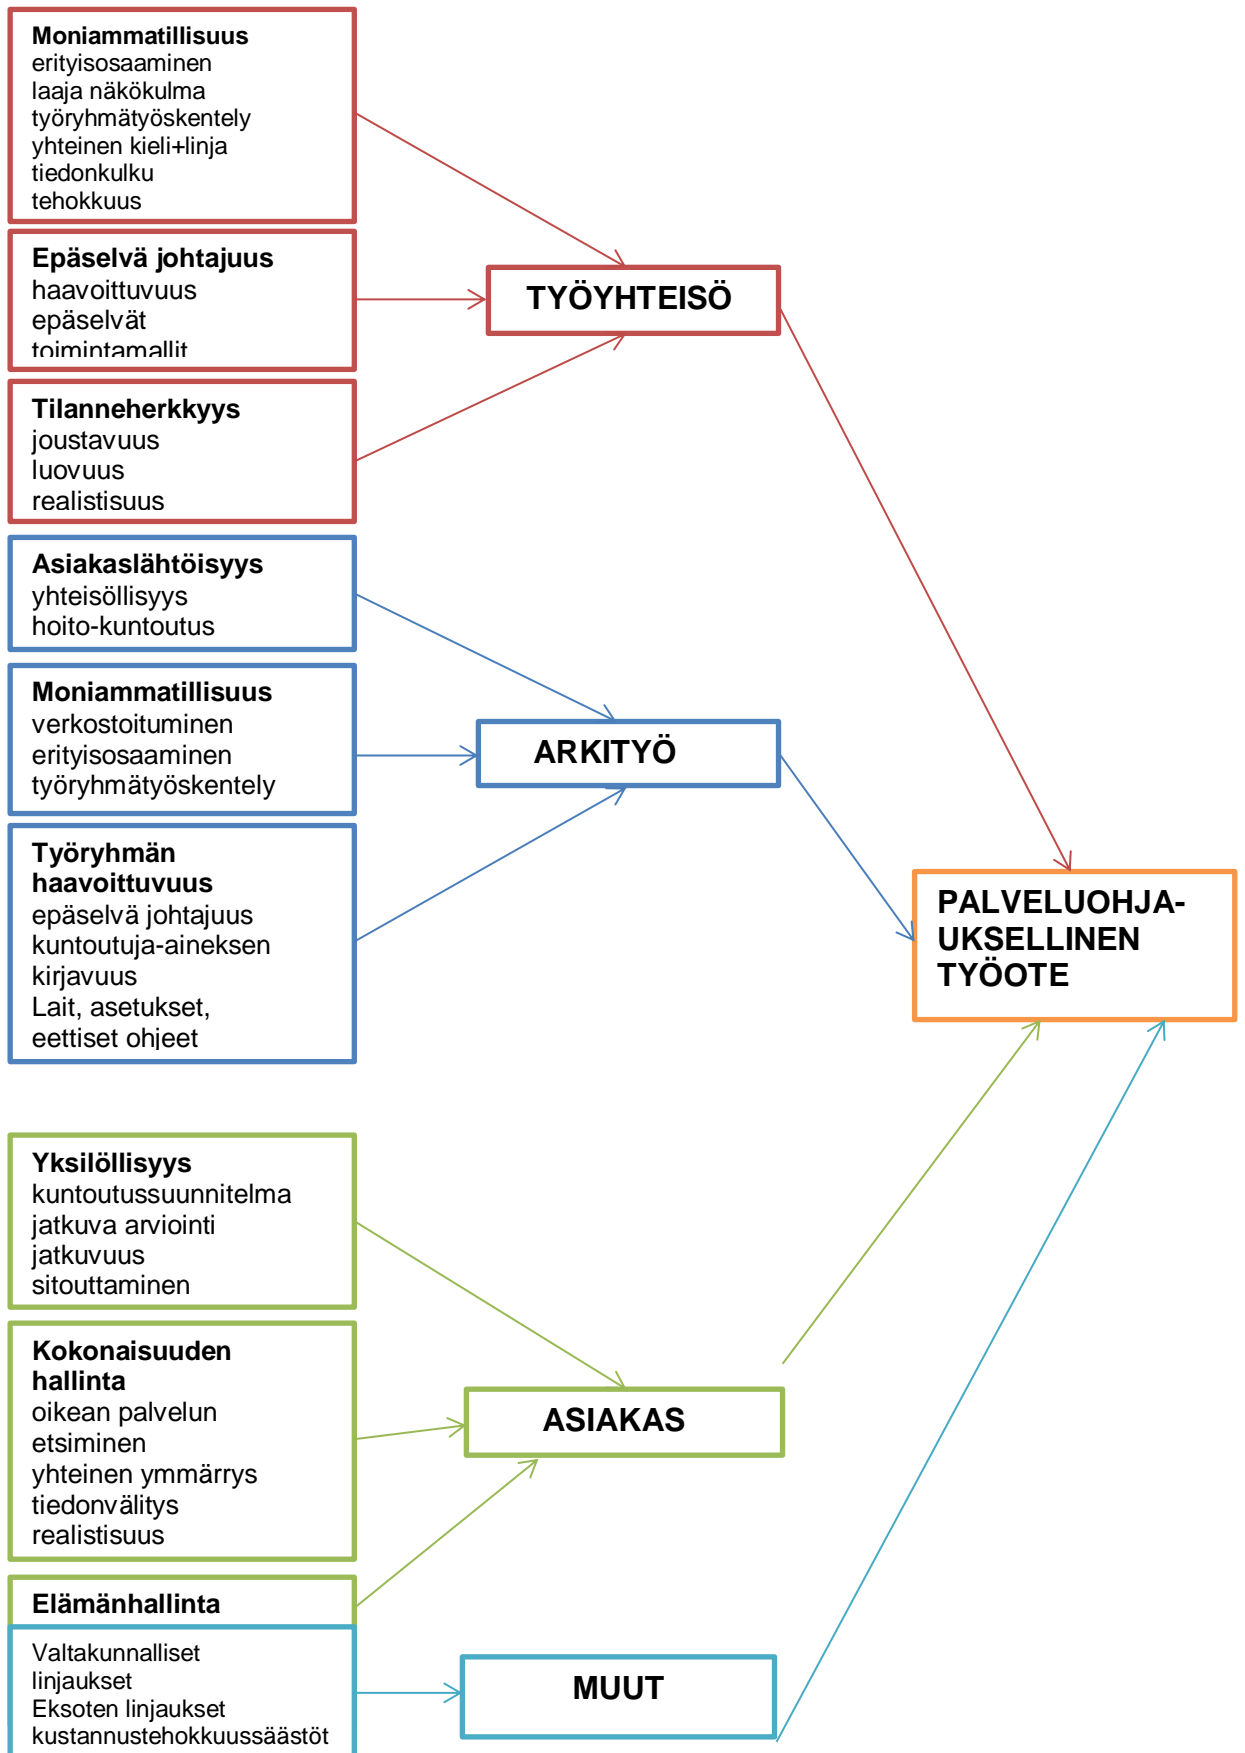 Moniammatillisuus
erityisosaaminen
laaja näkökulma
työryhmätyöskentely
yhteinen kieli+linja
tiedonkulku
tehokkuus
Epäselvä johtajuus
haavoittuvuus
epäselvät
toimintamallit
TYÖYHTEISÖ
Tilanneherkkyys
joustavuus
luovuus
realistisuus
Asiakaslähtöisyys
yhteisöllisyys
hoito-kuntoutus
Moniammatillisuus
verkostoituminen
erityisosaaminen
työryhmätyöskentely
ARKITYÖ
Työryhmän
haavoittuvuus
epäselvä johtajuus
kuntoutuja-aineksen
kirjavuus
Lait, asetukset,
eettiset ohjeet
PALVELUOHJA-
UKSELLINEN
TYÖOTE
Yksilöllisyys
kuntoutussuunnitelma
jatkuva arviointi
jatkuvuus
sitouttaminen
Kokonaisuuden
hallinta
oikean palvelun
etsiminen
yhteinen ymmärrys
tiedonvälitys
realistisuus
ASIAKAS
Elämänhallinta
Valtakunnalliset
linjaukset
Eksoten linjaukset
kustannustehokkuussäästöt
MUUT